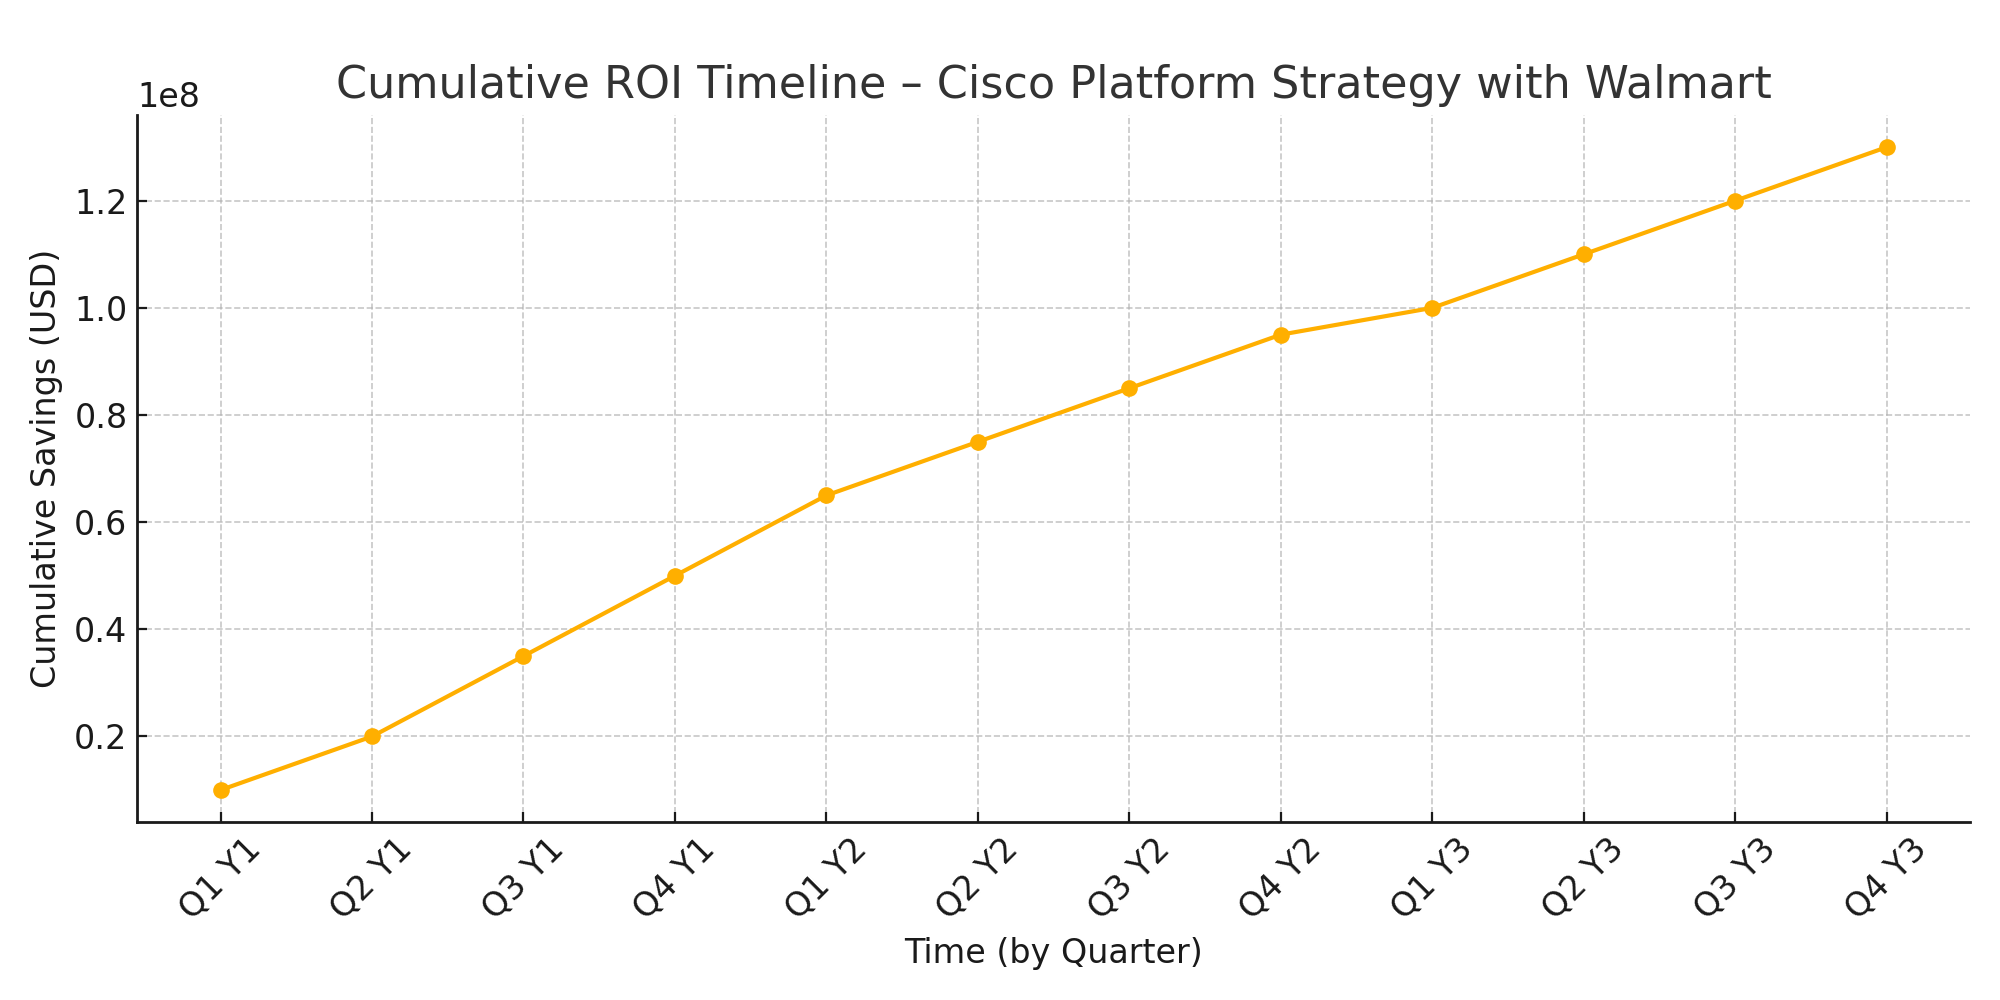 Cumulative ROI Timeline – Cisco Platform Strategy with Walmart
1e8
1.2
1.0
0.8
0.6
0.4
0.2
Cumulative Savings (USD)
Q1 Y1
Q2 Y1
Q3 Y1
Q4 Y1
Q1 Y2
Q2 Y2
Q3 Y2
Q4 Y2
Q1 Y3
Q2 Y3
Q3 Y3
Q4 Y3
Time (by Quarter)